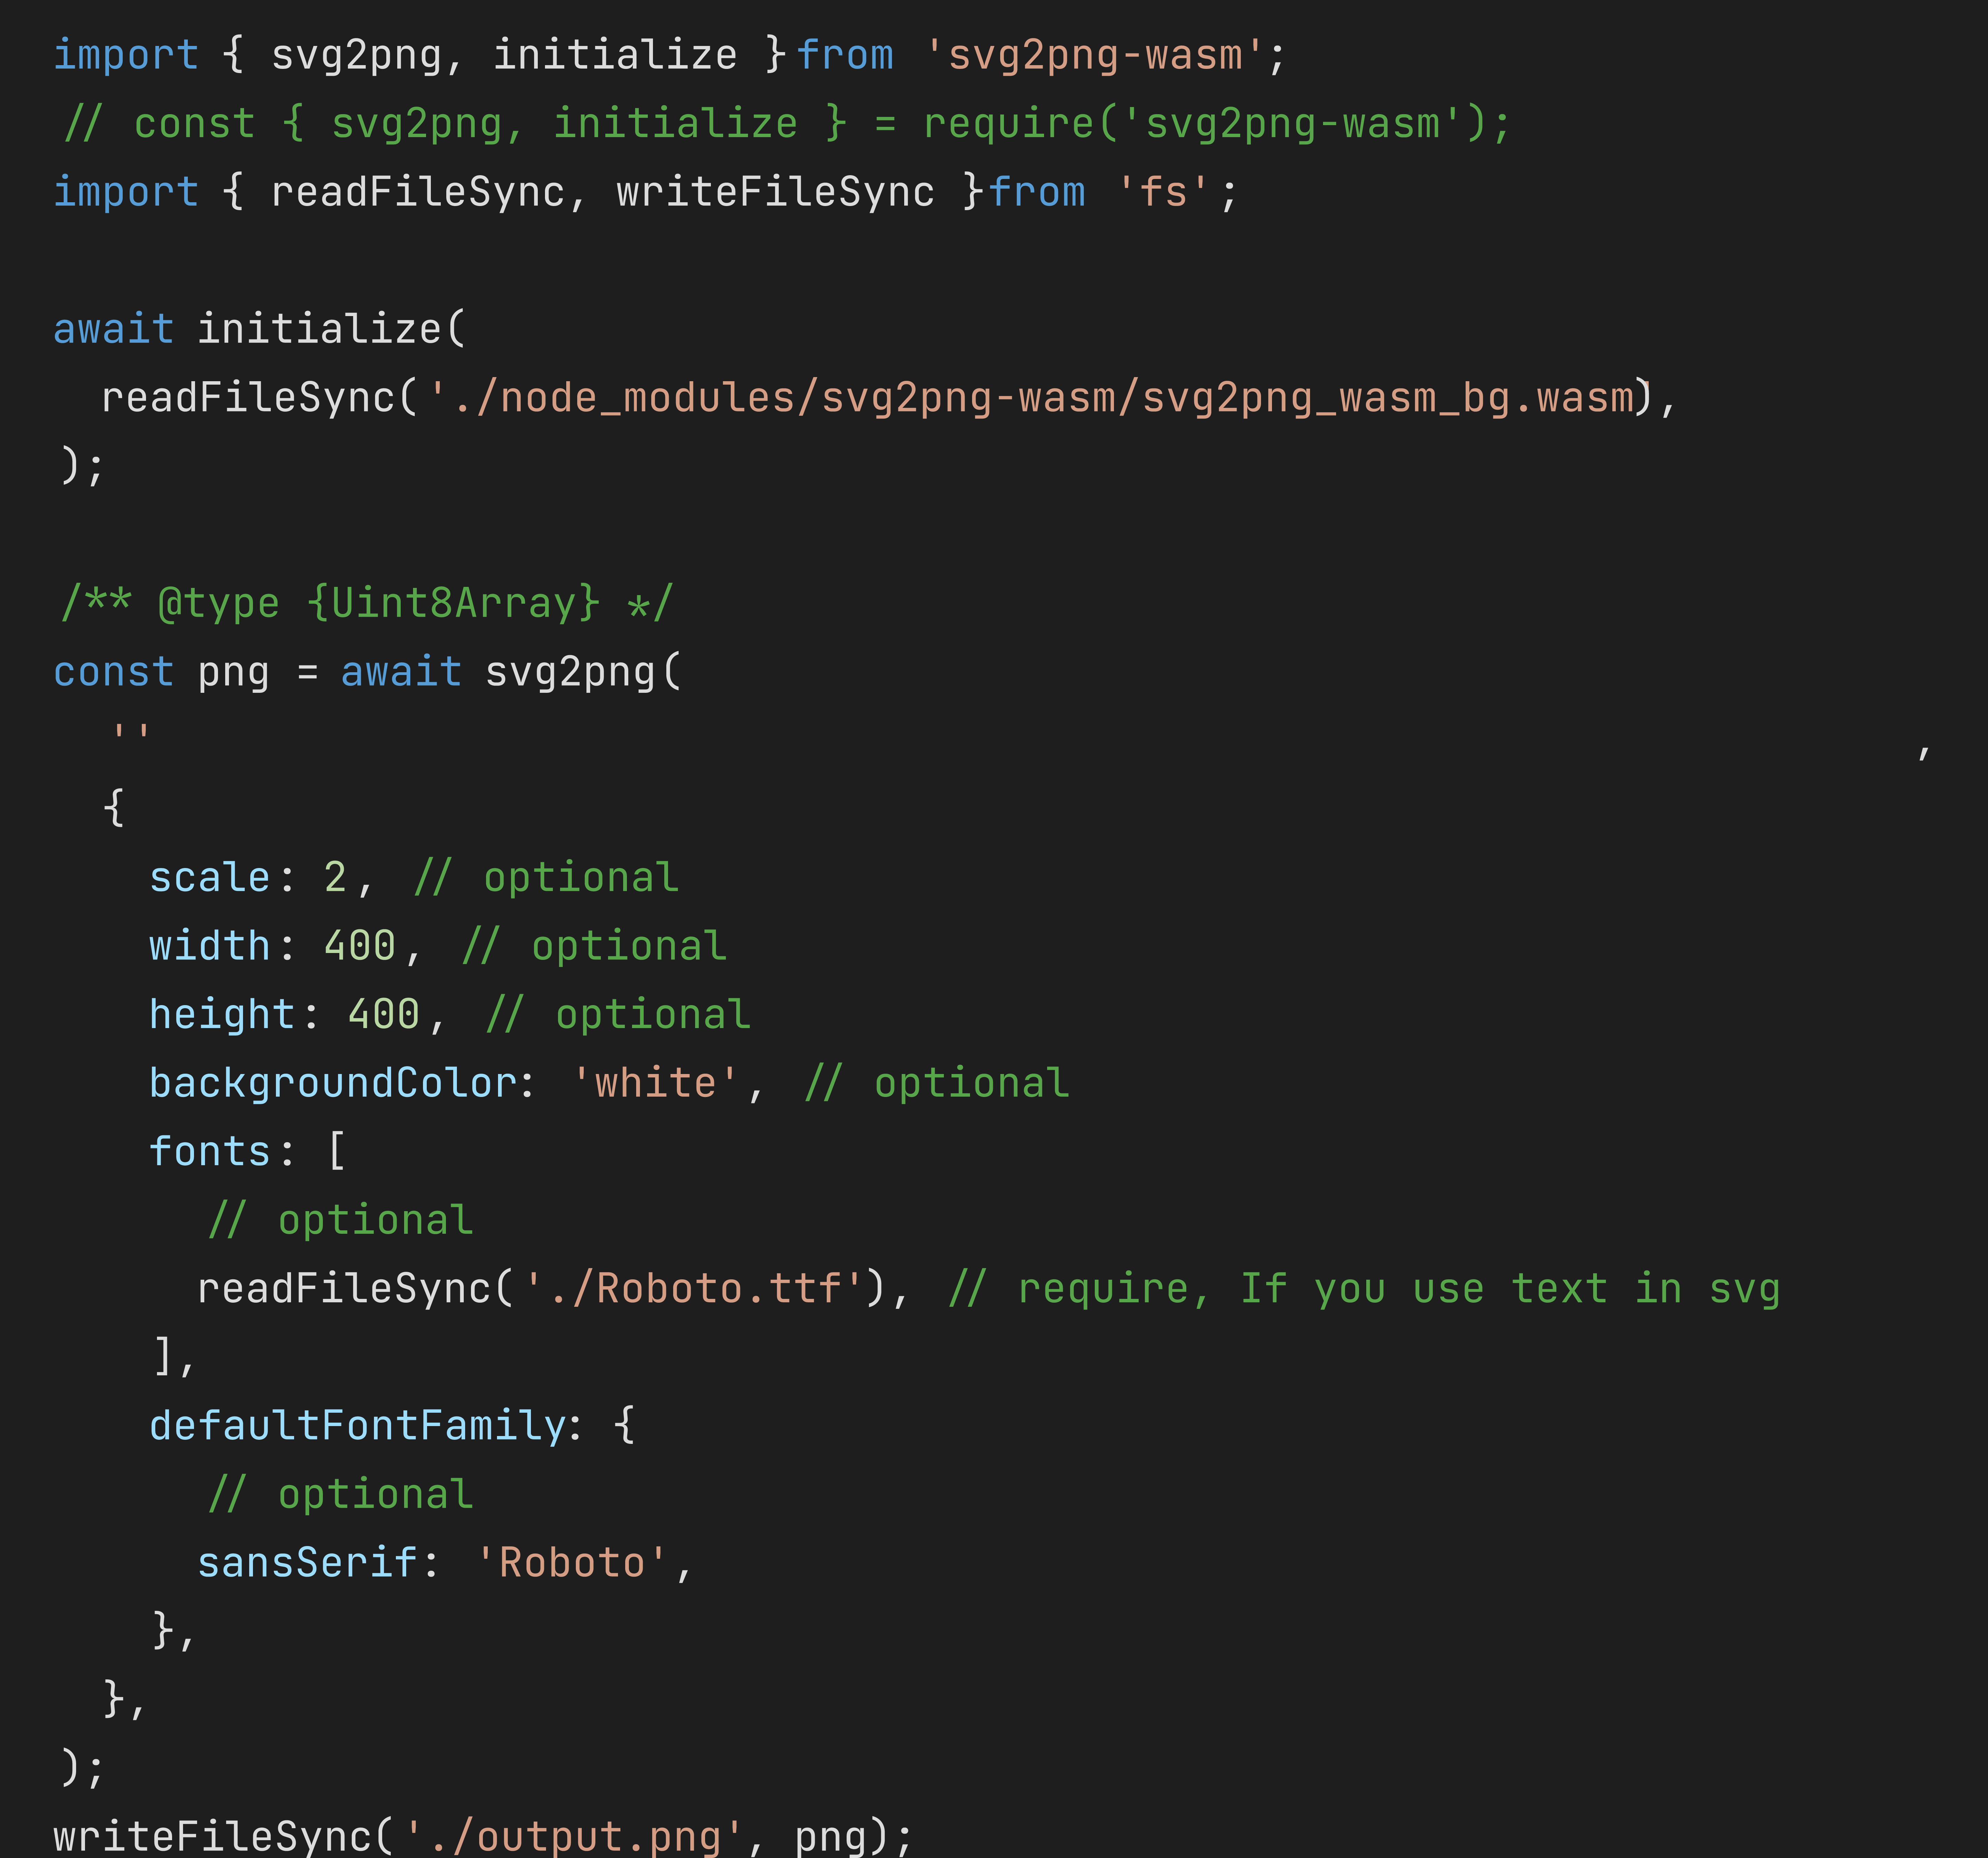 import { svg2png, initialize } from 'svg2png-wasm';
// const { svg2png, initialize } = require('svg2png-wasm');
import { readFileSync, writeFileSync } from 'fs';
await initialize(
readFileSync('./node_modules/svg2png-wasm/svg2png_wasm_bg.wasm'),
);
/** @type {Uint8Array} */
const png = await svg2png(
'' ,
{
scale: 2, // optional
width: 400, // optional
height: 400, // optional
backgroundColor: 'white', // optional
fonts: [
// optional
readFileSync('./Roboto.ttf'), // require, If you use text in svg
],
defaultFontFamily: {
// optional
sansSerif: 'Roboto',
},
},
);
writeFileSync('./output.png', png);